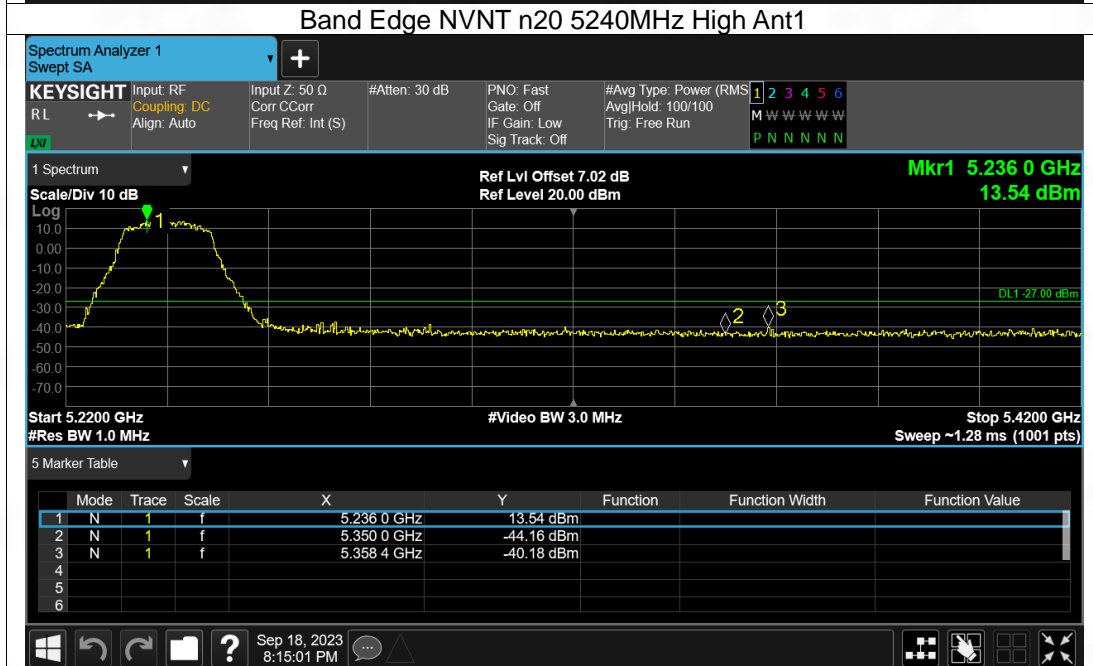 Band Edge NVNT n20 5240MHz High Ant1
Spectrum Analyzer 1
Swept SA
+
KEYSIGHT
RL
LXI
Input: RF
Coupling: DC
Align: Auto
Input Z: 50 Ω
Corr CCorr
Freq Ref: Int (S)
#Atten: 30 dB
PNO: Fast
Gate: Off
IF Gain: Low
Sig Track: Off
#Avg Type: Power (RMS
Avg|Hold: 100/100
Trig: Free Run
1 2 3 4 5 6
M W W W W W
P N N N N N
1 Spectrum
Scale/Div 10 dB
Ref Lvl Offset 7.02 dB
Ref Level 20.00 dBm
Mkr1 5.236 0 GHz
13.54 dBm
Log
10.0
0.00
-10.0
-20.0
-30.0
-40.0
-50.0
-60.0
-70.0
1
2
3
DL1 -27.00 dBm
Start 5.2200 GHz
#Res BW 1.0 MHz
#Video BW 3.0 MHz
Stop 5.4200 GHz
Sweep ~1.28 ms (1001 pts)
5 Marker Table
Mode Trace Scale X Y Function Function Width Function Value
1 N 1 f 5.236 0 GHz 13.54 dBm
2 N 1 f 5.350 0 GHz -44.16 dBm
3 N 1 f 5.358 4 GHz -40.18 dBm
4
5
6
?
Sep 18, 2023
8:15:01 PM